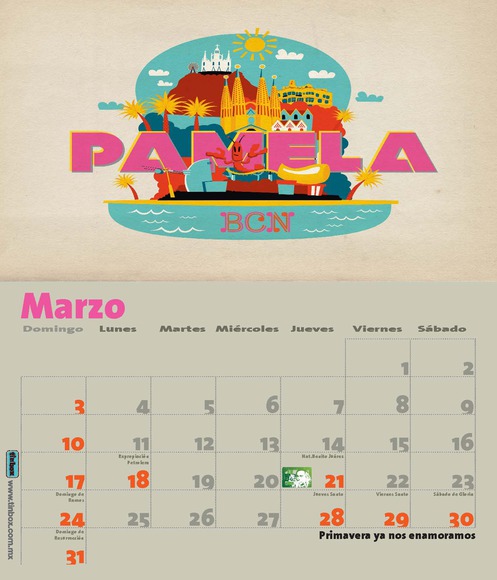 PAMELA
BCN
Marzo
Domingo Lunes Martes Miércoles Jueves Viernes Sábado
1 2
3 4 5 6 7 8 9
10 11 12 13 14 15 16
Expropiación Petrolera Nat.Benito Júarez
17 18 19 20 21 22 23
Domingo de Ramos Jueves Santo Viernes Santo Sábado de Gloria
24 25 26 27 28 29 30
Domingo de Resurrección
Primavera ya nos enamoramos
31
tinbox www.tinbox.com.mx